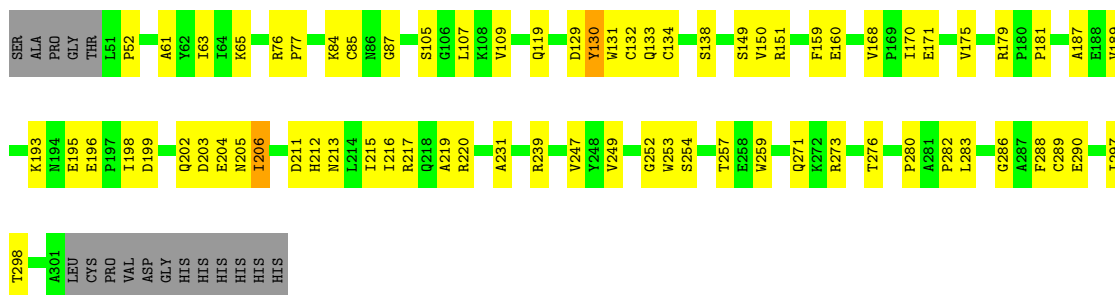 SER ALA PRO GLY THR L51 P52 A61 Y62 I63 I64 K65 R76 P77 K84 C85 N86 G87 S105 G106 L107 K108 V109 Q119 D129 Y130 W131 C132 Q133 C134 S138 S149 V150 R151 F159 E160 V168 P169 I170 E171 V175 R179 P180 P181 A187 E188
K193 N194 E195 E196 P197 I198 D199 Q202 D203 E204 N205 I206 D211 H212 N213 L214 I215 I216 R217 Q218 A219 R220 A231 R239 V247 Y248 V249 G252 W253 S254 T257 E258 W259 Q271 K272 R273 T276 P280 A281 P282 L283 G286 A287 F288 C289 E290
T298 A301 LEU CYS PRO VAL ASP GLY HIS HIS HIS HIS HIS HIS